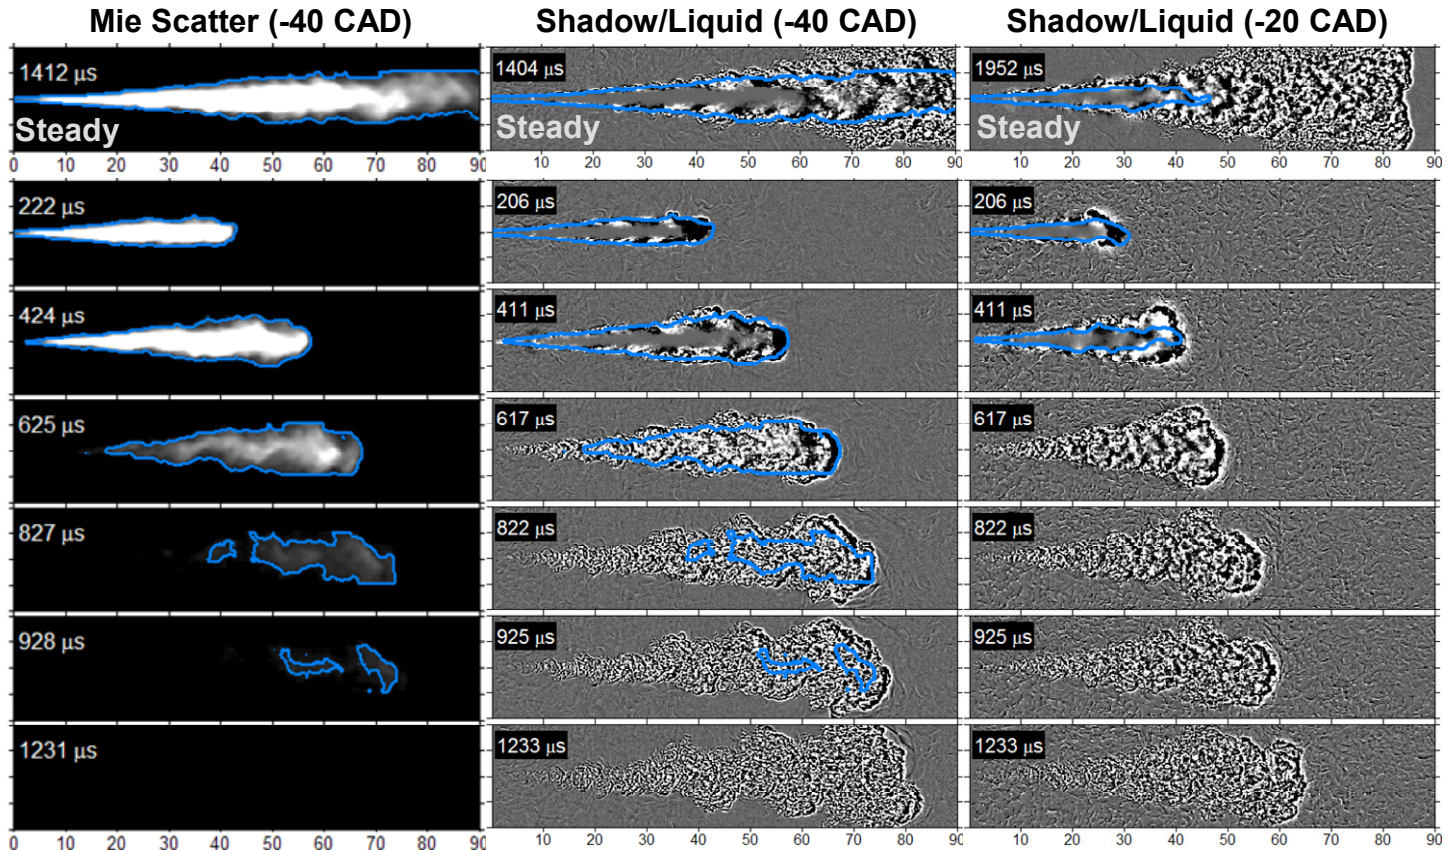 Mie Scatter (-40 CAD)
Shadow/Liquid (-40 CAD)
Shadow/Liquid (-20 CAD)
1412 µs
1404 µs
1952 µs
Steady
Steady
Steady
0 10 20 30 40 50 60 70 80 90
10 20 30 40 50 60 70 80 90
10 20 30 40 50 60 70 80 90
222 µs
206 µs
206 µs
424 µs
411 µs
411 µs
625 µs
617 µs
617 µs
827 µs
822 µs
822 µs
928 µs
925 µs
925 µs
1231 µs
1233 µs
1233 µs
0 10 20 30 40 50 60 70 80 90
10 20 30 40 50 60 70 80 90
10 20 30 40 50 60 70 80 90